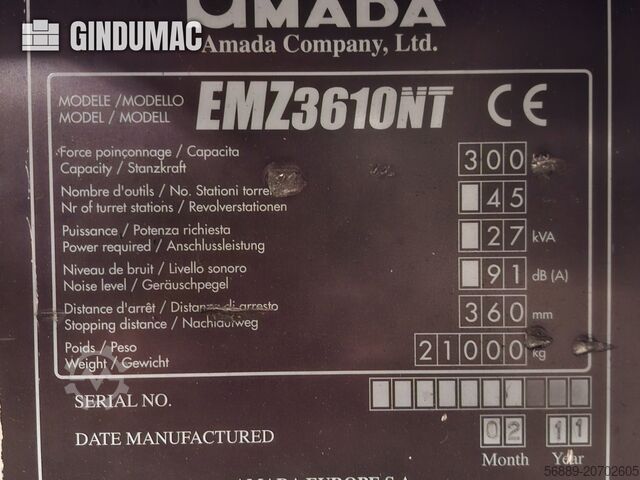 AMADA
GINDUMAC
Amada Company, Ltd.
MODELE / MODELLO
MODEL / MODELL
EMZ3610NT CE
Force poinçonnage / Capacita
Capacity / Stanzkraft
300
Nombre d'outils / No. Stationi torretta
Nr of turret stations / Revolverstationen
45
Puissance / Potenza richiesta
Power required / Anschlussleistung
27 kVA
Niveau de bruit / Livello sonoro
Noise level / Geräuschpegel
91 dB (A)
Distance d'arrêt / Distanza di arresto
Stopping distance / Nachlaufweg
360 mm
Poids / Peso
Weight / Gewicht
21000 kg
SERIAL NO.
DATE MANUFACTURED
02 11
Month Year
AMADA EUROPE S.A.
56889-20702605